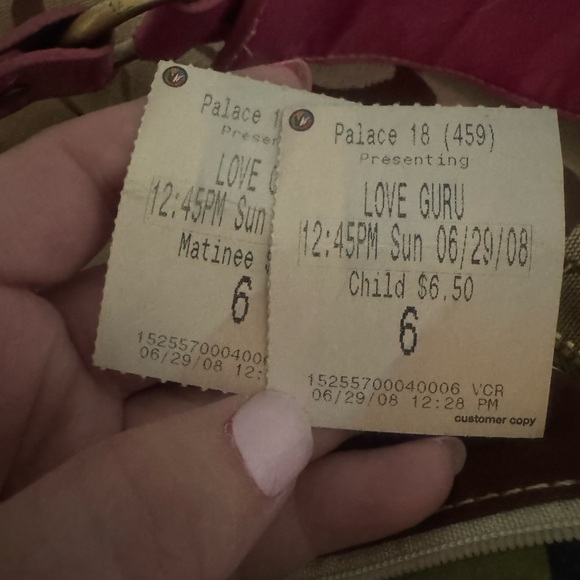 Palace 1
Presen
LOVE G
12:45PM Sun
Matinee $
6
1525570004000
06/29/08 12:
Palace 18 (459)
Presenting
LOVE GURU
12:45PM Sun 06/29/08
Child $6.50
6
15255700040006 VCR
06/29/08 12:28 PM
customer copy